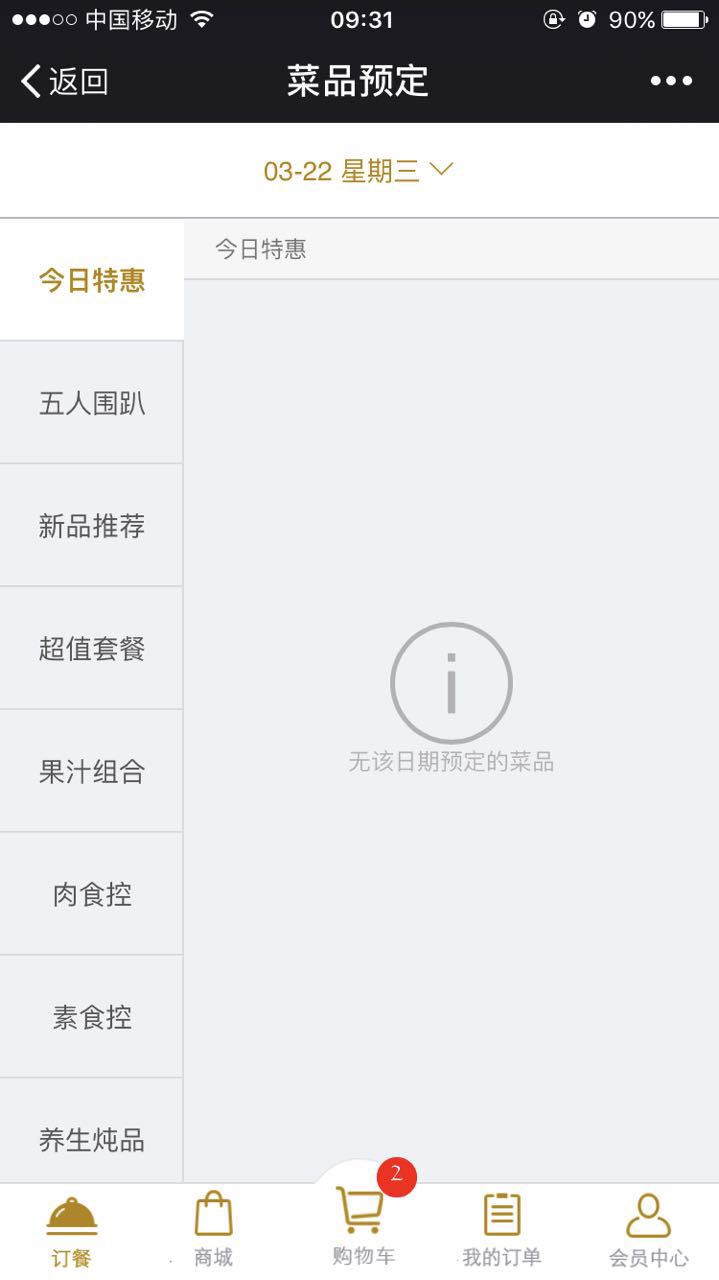 中国移动 09:31 90%
返回 菜品预定
03-22 星期三
今日特惠
今日特惠
五人围趴
新品推荐
超值套餐
果汁组合
肉食控
素食控
养生炖品
无该日期预定的菜品
2
订餐 商城 购物车 我的订单 会员中心